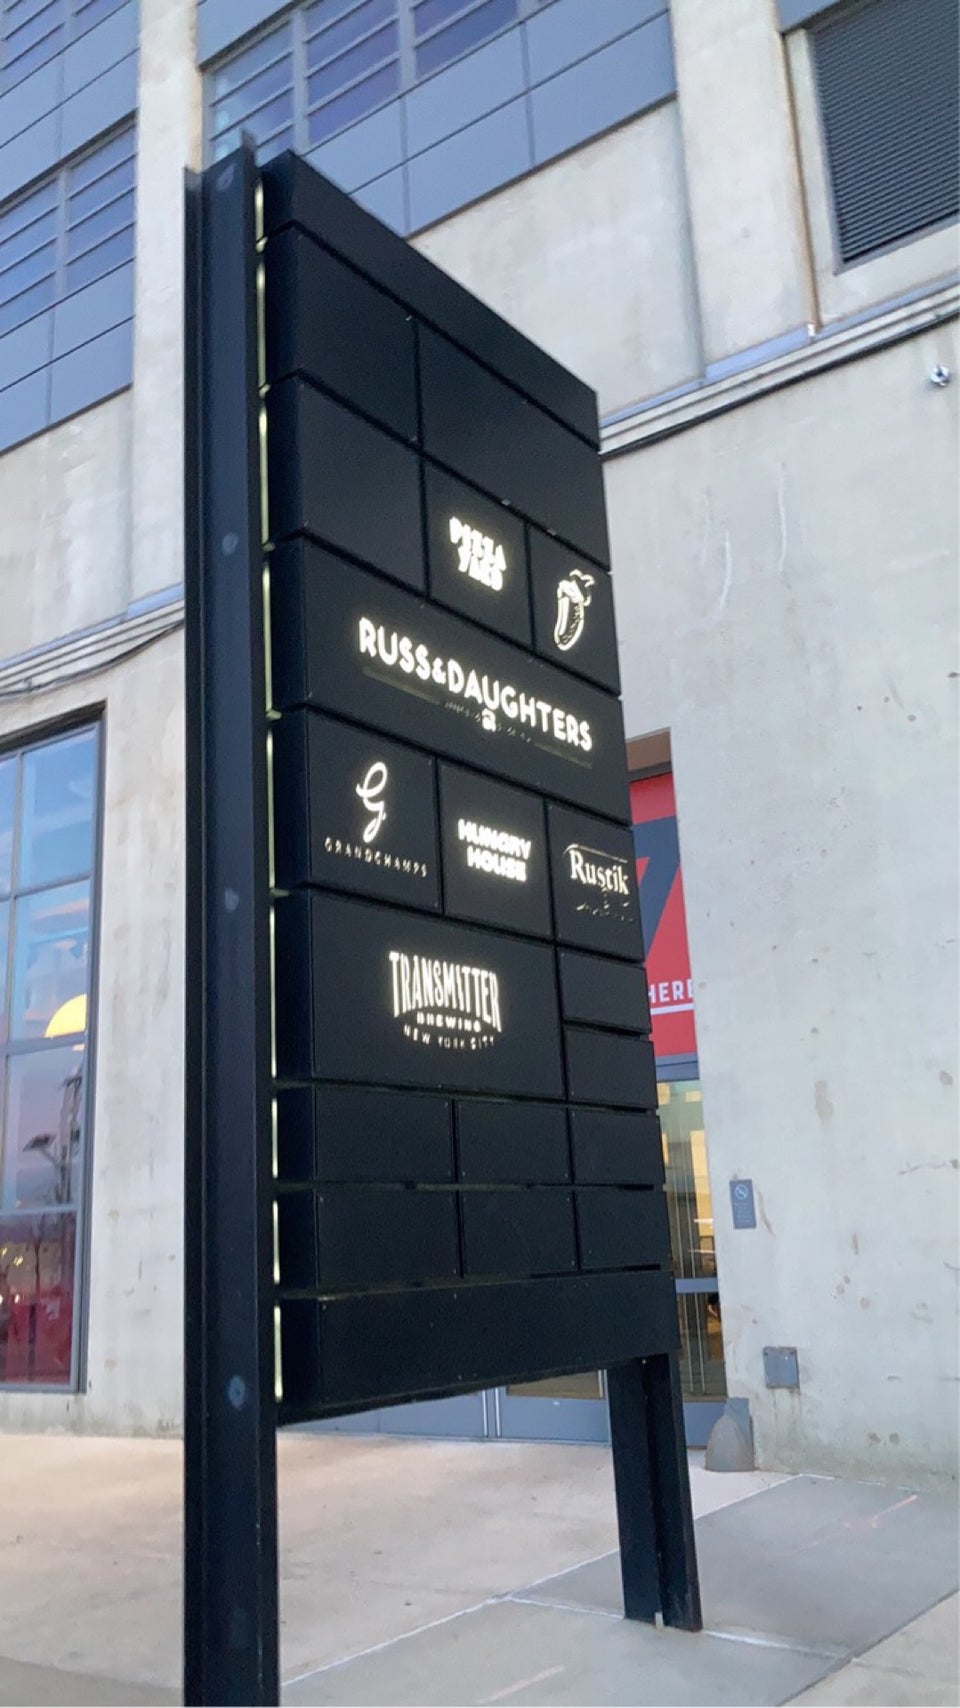 PIZZA
YARD
RUSS&DAUGHTERS
G
GRANDCHAMPS
HUNGRY
HOUSE
Rustik
TRANSMITTER
BREWING
NEW YORK CITY
HERE